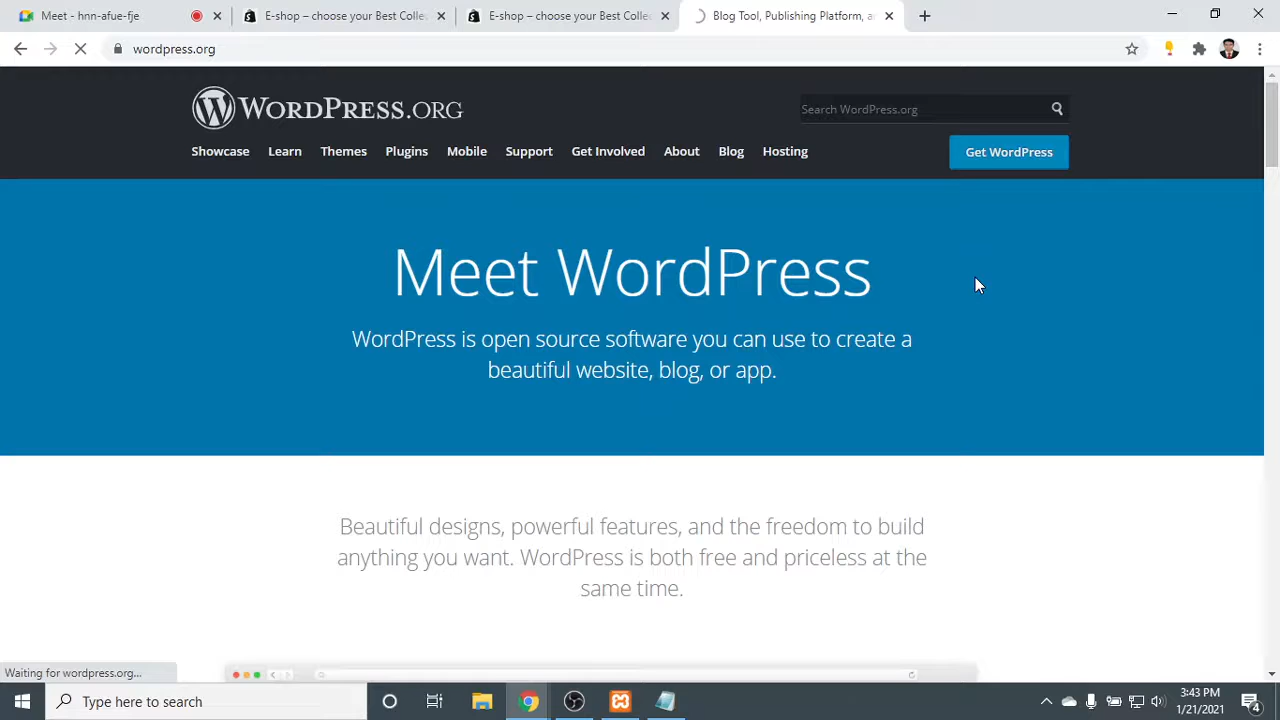 Meet - hnn-afue-fje
E-shop – choose your Best Colle
E-shop – choose your Best Colle
Blog Tool, Publishing Platform, an
wordpress.org
WORDPRESS.ORG
Search WordPress.org
Showcase
Learn
Themes
Plugins
Mobile
Support
Get Involved
About
Blog
Hosting
Get WordPress
Meet WordPress
WordPress is open source software you can use to create a
beautiful website, blog, or app.
Beautiful designs, powerful features, and the freedom to build
anything you want. WordPress is both free and priceless at the
same time.
Waiting for wordpress.org...
Type here to search
3:43 PM
1/21/2021
4